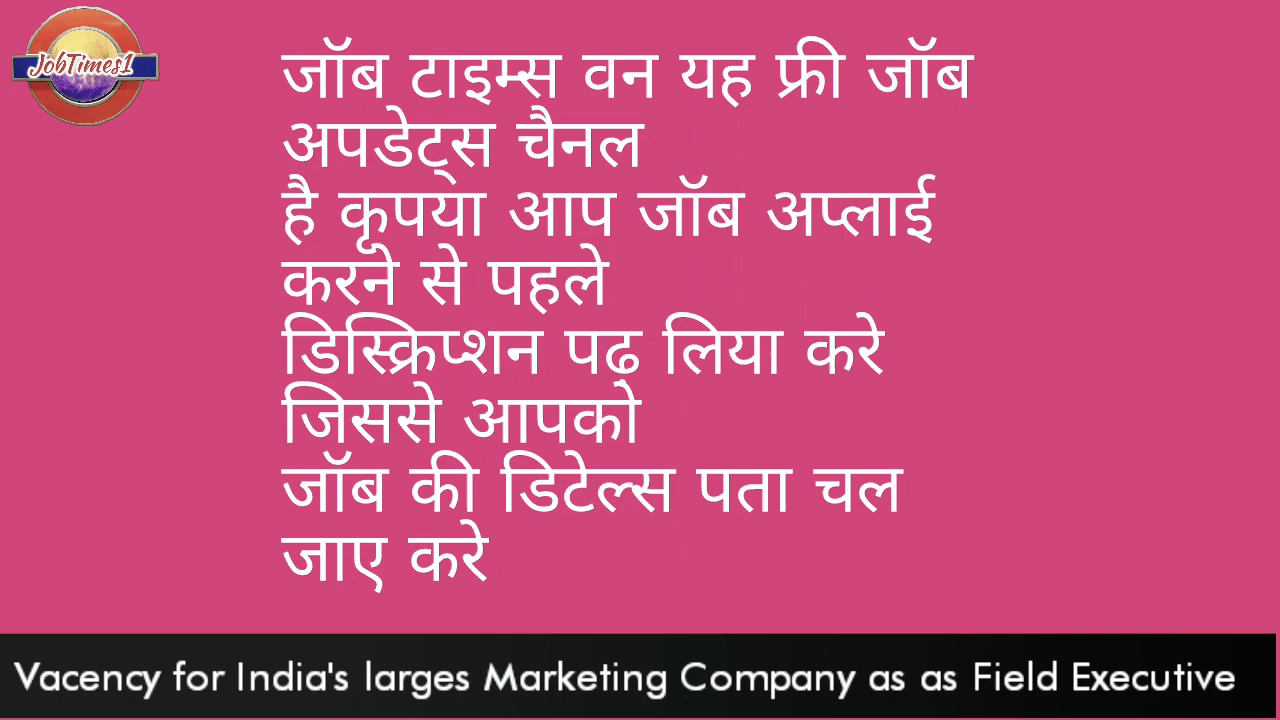 JobTimes1
जॉब टाइम्स वन यह फ्री जॉब
अपडेट्स चैनल
है कृपया आप जॉब अप्लाई
करने से पहले
डिस्क्रिप्शन पढ़ लिया करे
जिससे आपको
जॉब की डिटेल्स पता चल
जाए करे
Vacency for India's larges Marketing Company as as Field Executive